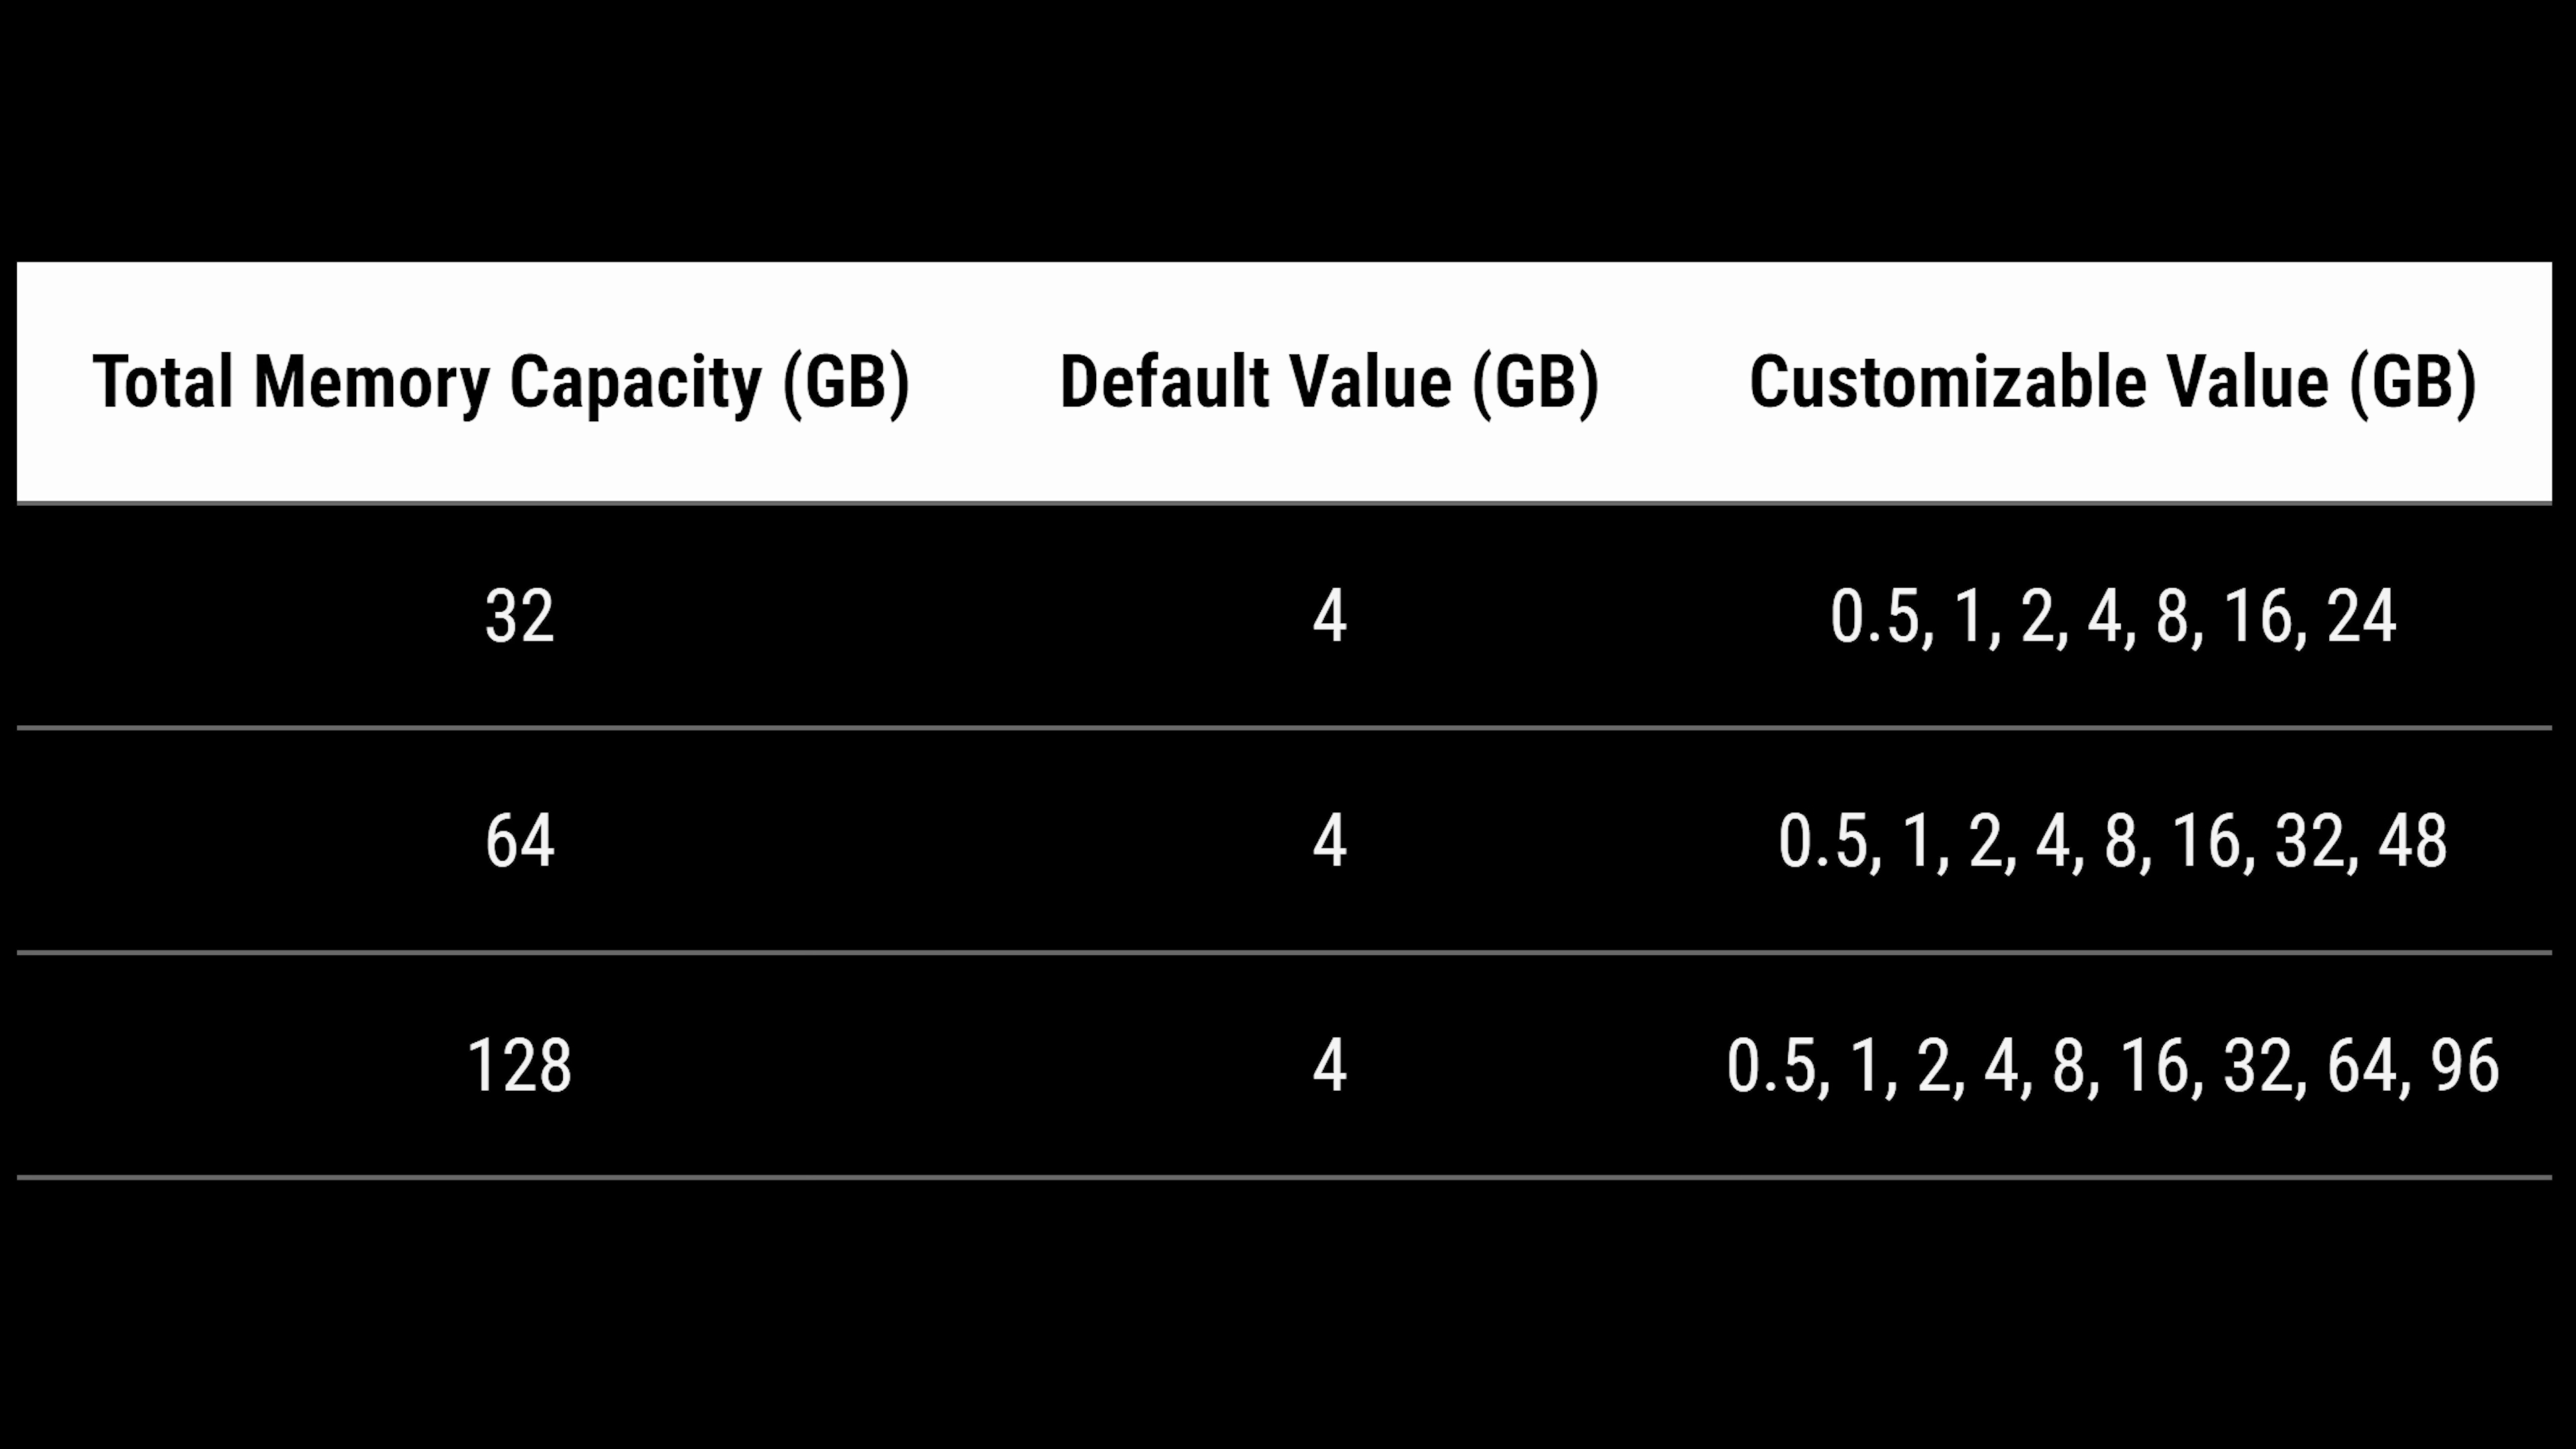 Total Memory Capacity (GB) Default Value (GB) Customizable Value (GB)
32 4 0.5, 1, 2, 4, 8, 16, 24
64 4 0.5, 1, 2, 4, 8, 16, 32, 48
128 4 0.5, 1, 2, 4, 8, 16, 32, 64, 96